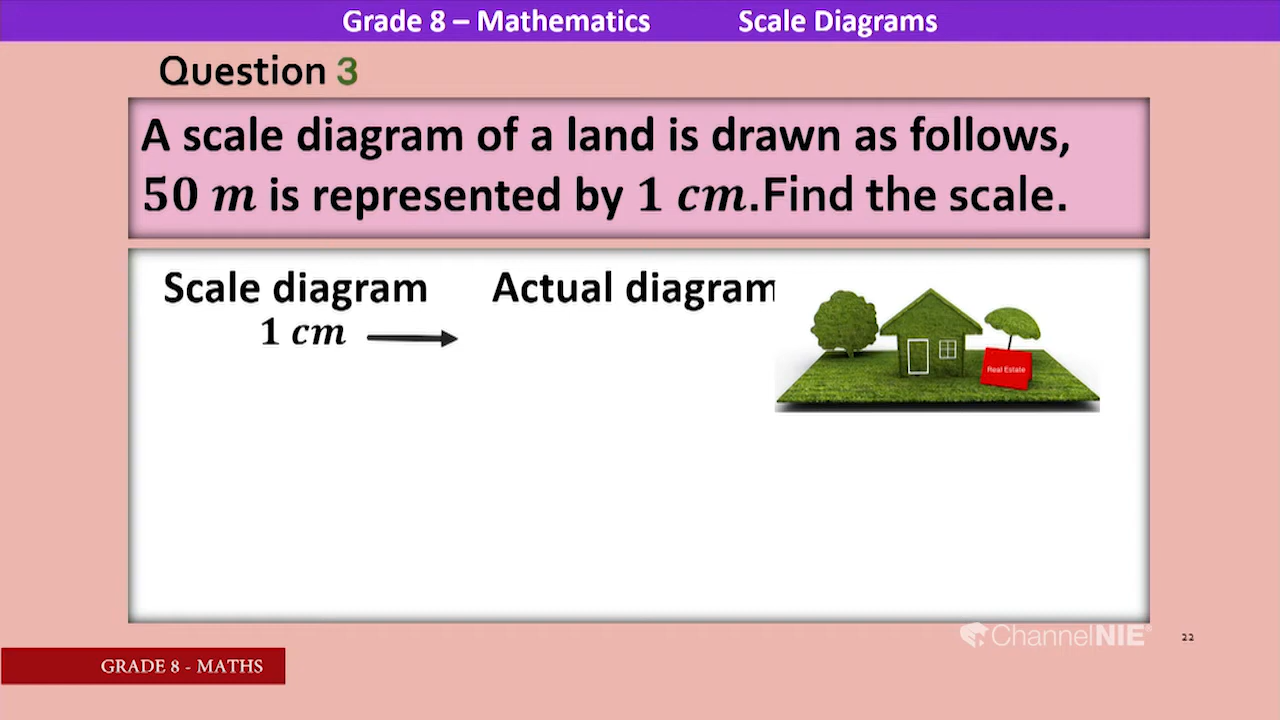 Grade 8 – Mathematics Scale Diagrams
Question 3
A scale diagram of a land is drawn as follows,
50 m is represented by 1 cm.Find the scale.
Scale diagram Actual diagram
1 cm
Real Estate
ChannelNIE
22
GRADE 8 - MATHS